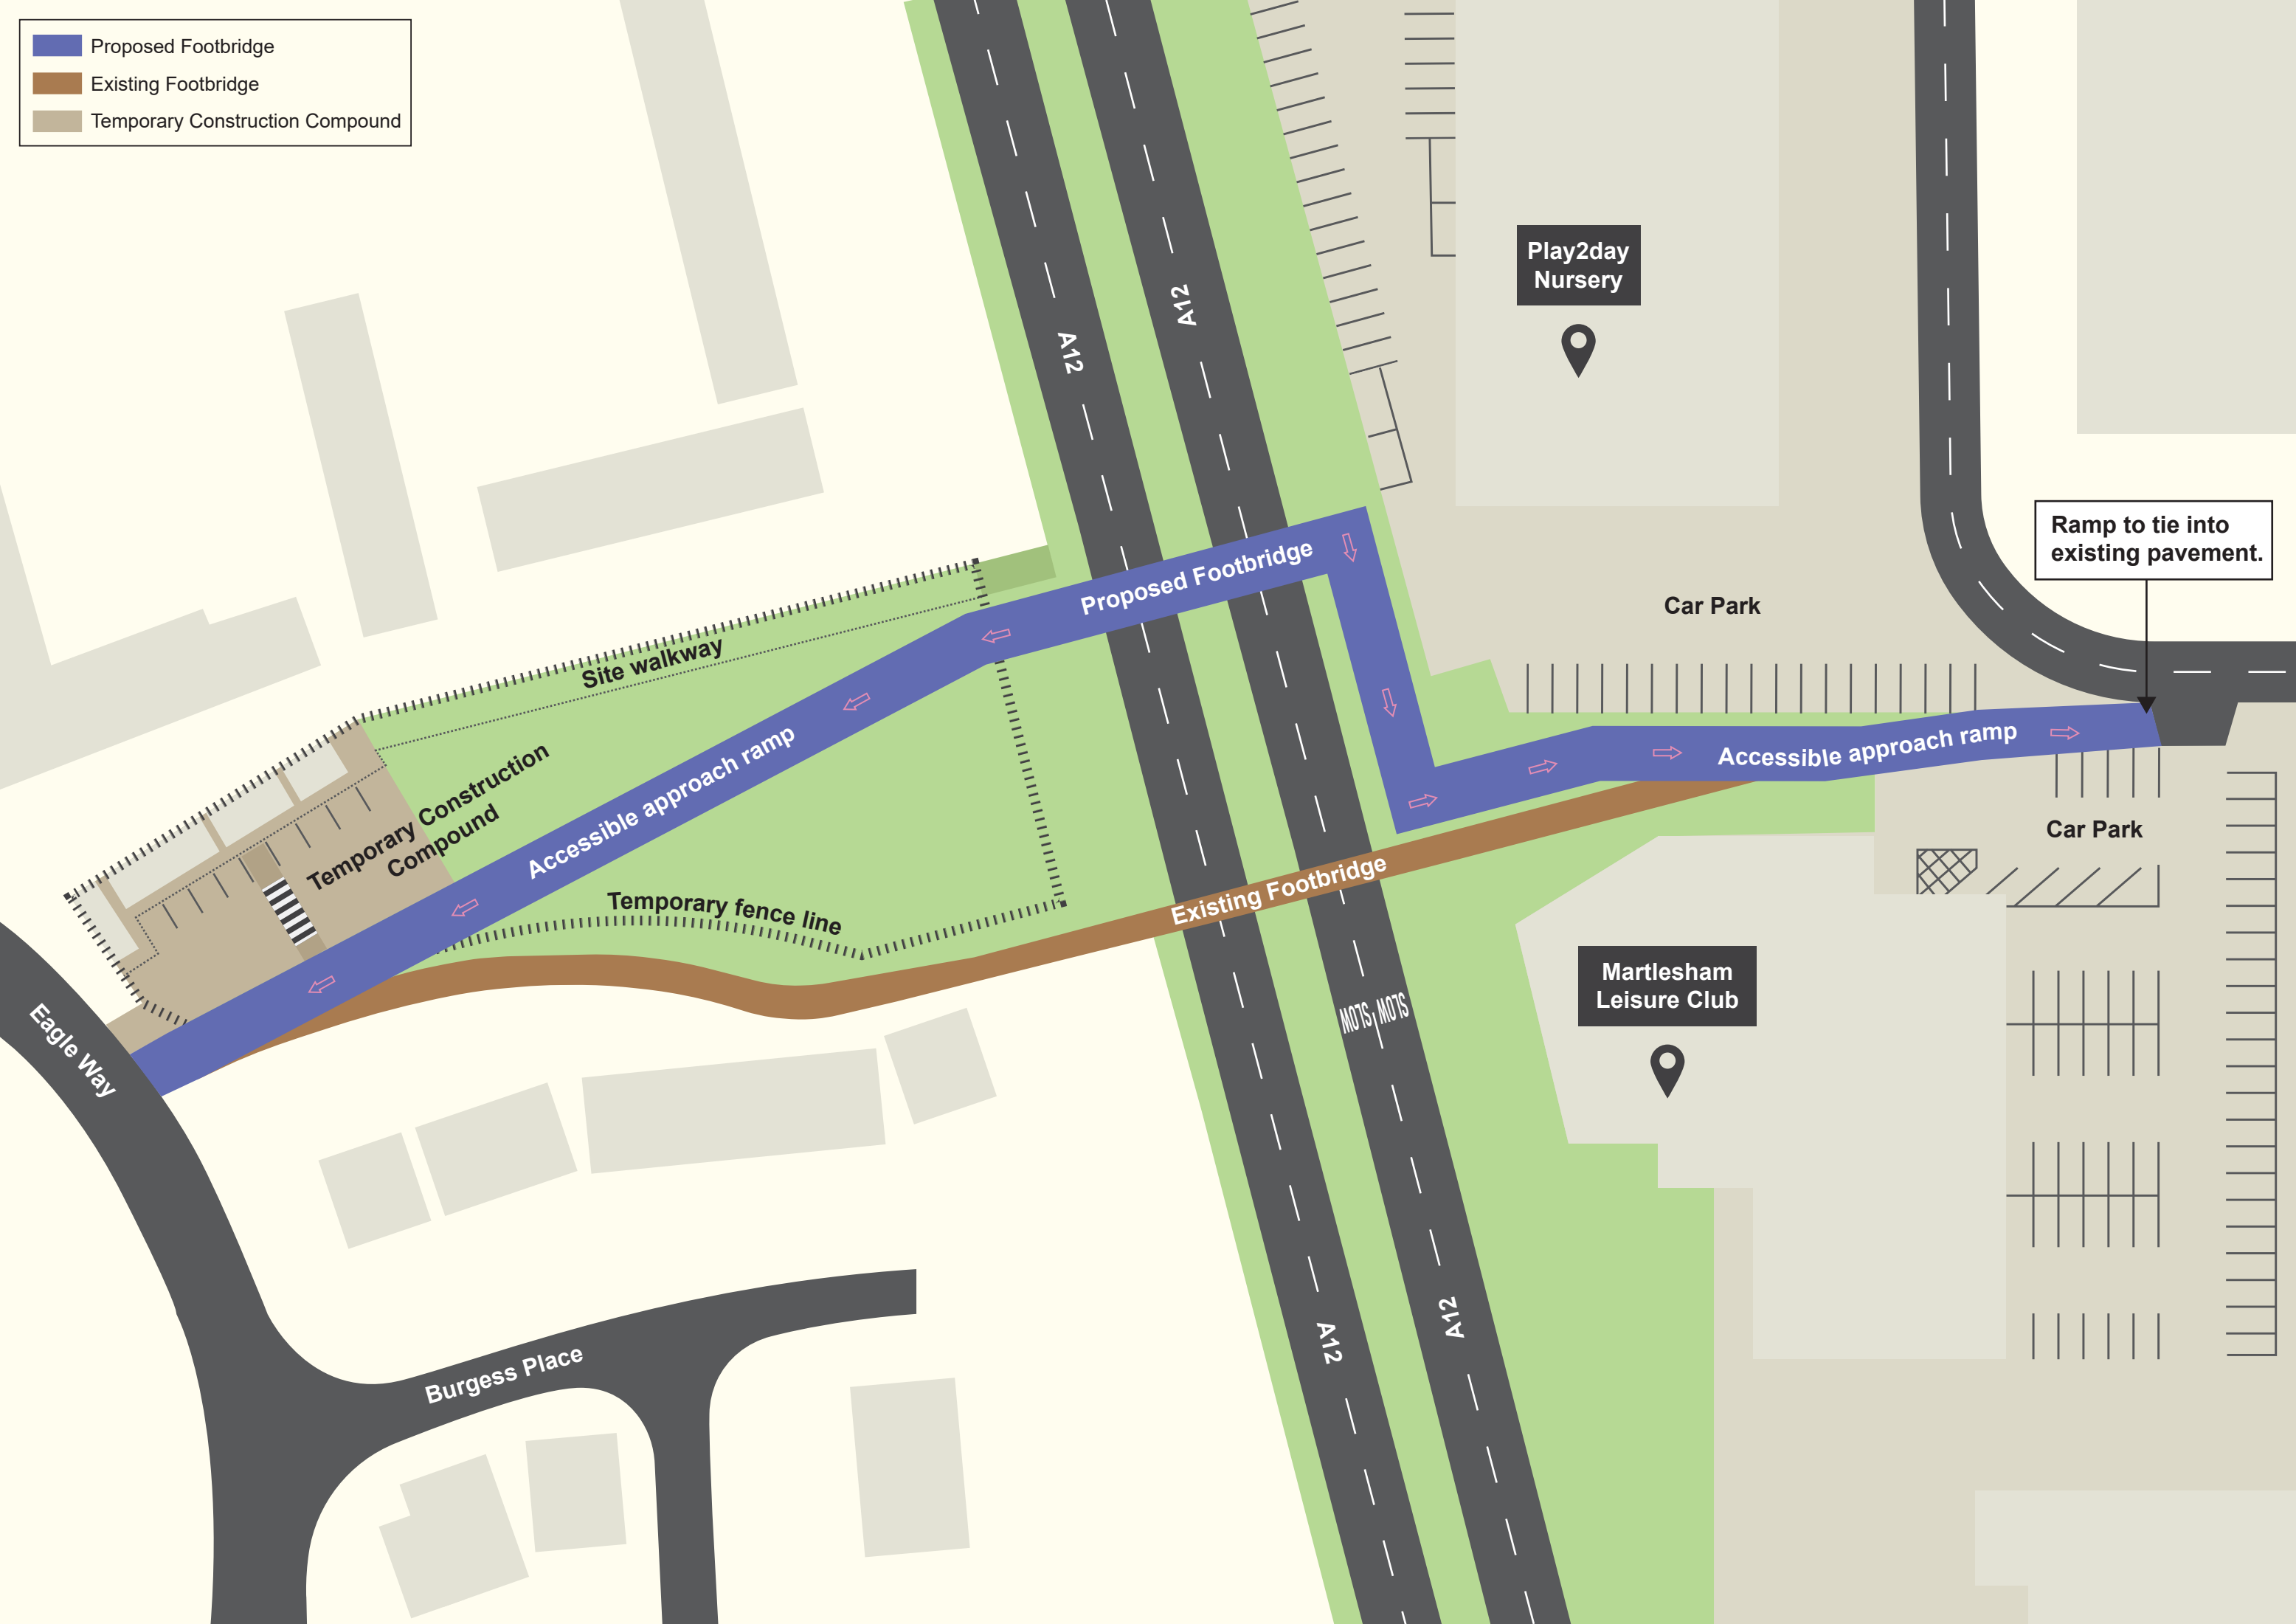 Proposed Footbridge
Existing Footbridge
Temporary Construction Compound
A12
A12
Play2day
Nursery
Ramp to tie into
existing pavement.
Proposed Footbridge
Car Park
Site walkway
Accessible approach ramp
Accessible approach ramp
Temporary Construction
Compound
Car Park
Temporary fence line
Existing Footbridge
Martlesham
Leisure Club
SLOW SLOW
Eagle Way
A12
A12
Burgess Place